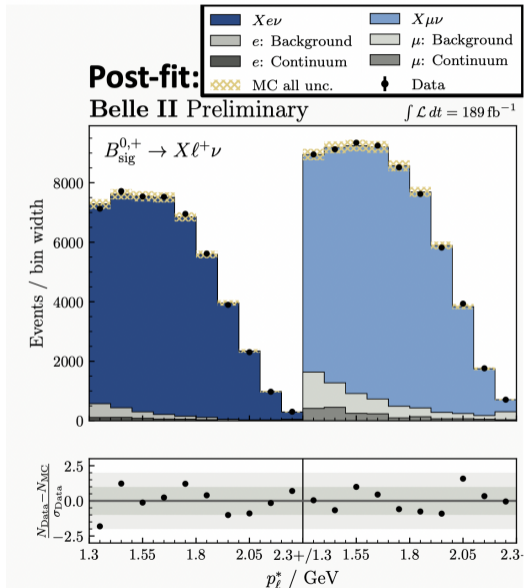 Xeν Xμν
e: Background μ: Background
e: Continuum μ: Continuum
MC all unc. Data
Post-fit:
Belle II Preliminary ∫ℒ dt = 189 fb⁻¹
B⁰,⁺sig → Xℓ⁺ν
Events / bin width
8000
6000
4000
2000
0
(N_Data−N_MC)/σ_Data
2.5
0.0
−2.5
1.3 1.55 1.8 2.05 2.3+/1.3 1.55 1.8 2.05 2.3+
p*ℓ / GeV